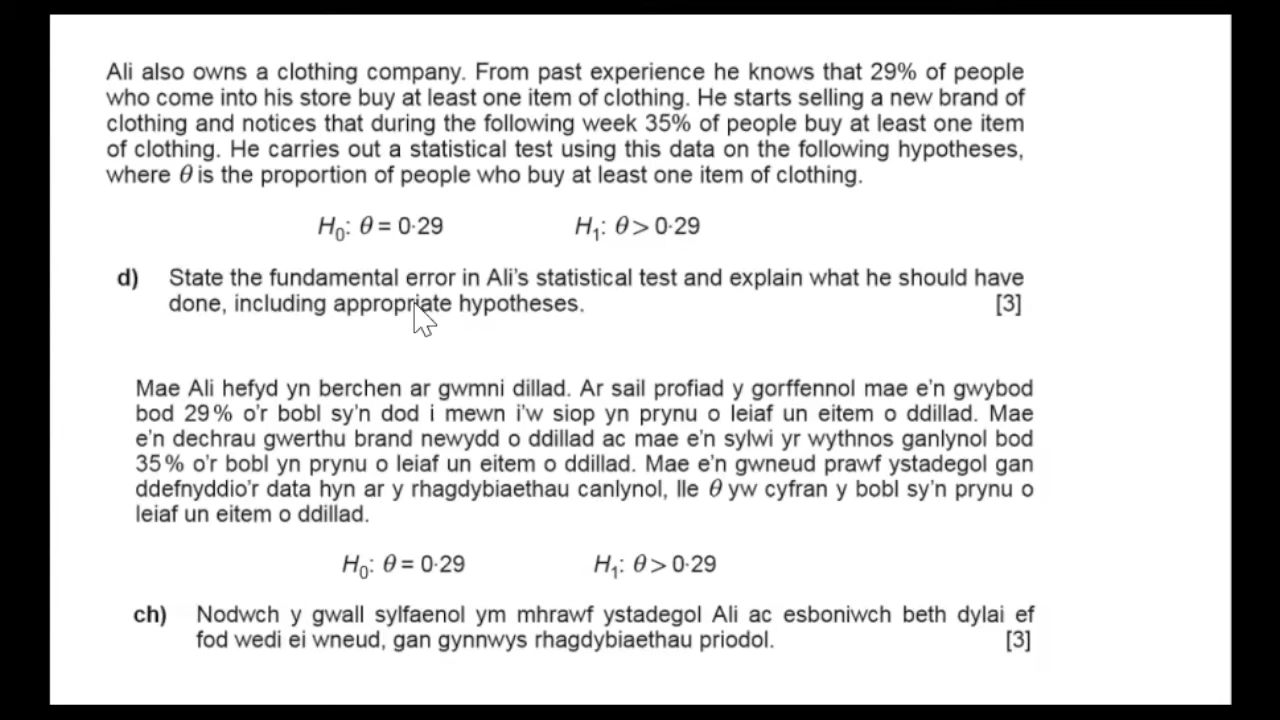 Ali also owns a clothing company. From past experience he knows that 29% of people
who come into his store buy at least one item of clothing. He starts selling a new brand of
clothing and notices that during the following week 35% of people buy at least one item
of clothing. He carries out a statistical test using this data on the following hypotheses,
where θ is the proportion of people who buy at least one item of clothing.
H₀: θ = 0·29 H₁: θ > 0·29
d) State the fundamental error in Ali's statistical test and explain what he should have
done, including appropriate hypotheses. [3]
Mae Ali hefyd yn berchen ar gwmni dillad. Ar sail profiad y gorffennol mae e'n gwybod
bod 29% o'r bobl sy'n dod i mewn i'w siop yn prynu o leiaf un eitem o ddillad. Mae
e'n dechrau gwerthu brand newydd o ddillad ac mae e'n sylwi yr wythnos ganlynol bod
35% o'r bobl yn prynu o leiaf un eitem o ddillad. Mae e'n gwneud prawf ystadegol gan
ddefnyddio'r data hyn ar y rhagdybiaethau canlynol, lle θ yw cyfran y bobl sy'n prynu o
leiaf un eitem o ddillad.
H₀: θ = 0·29 H₁: θ > 0·29
ch) Nodwch y gwall sylfaenol ym mhrawf ystadegol Ali ac esboniwch beth dylai ef
fod wedi ei wneud, gan gynnwys rhagdybiaethau priodol. [3]